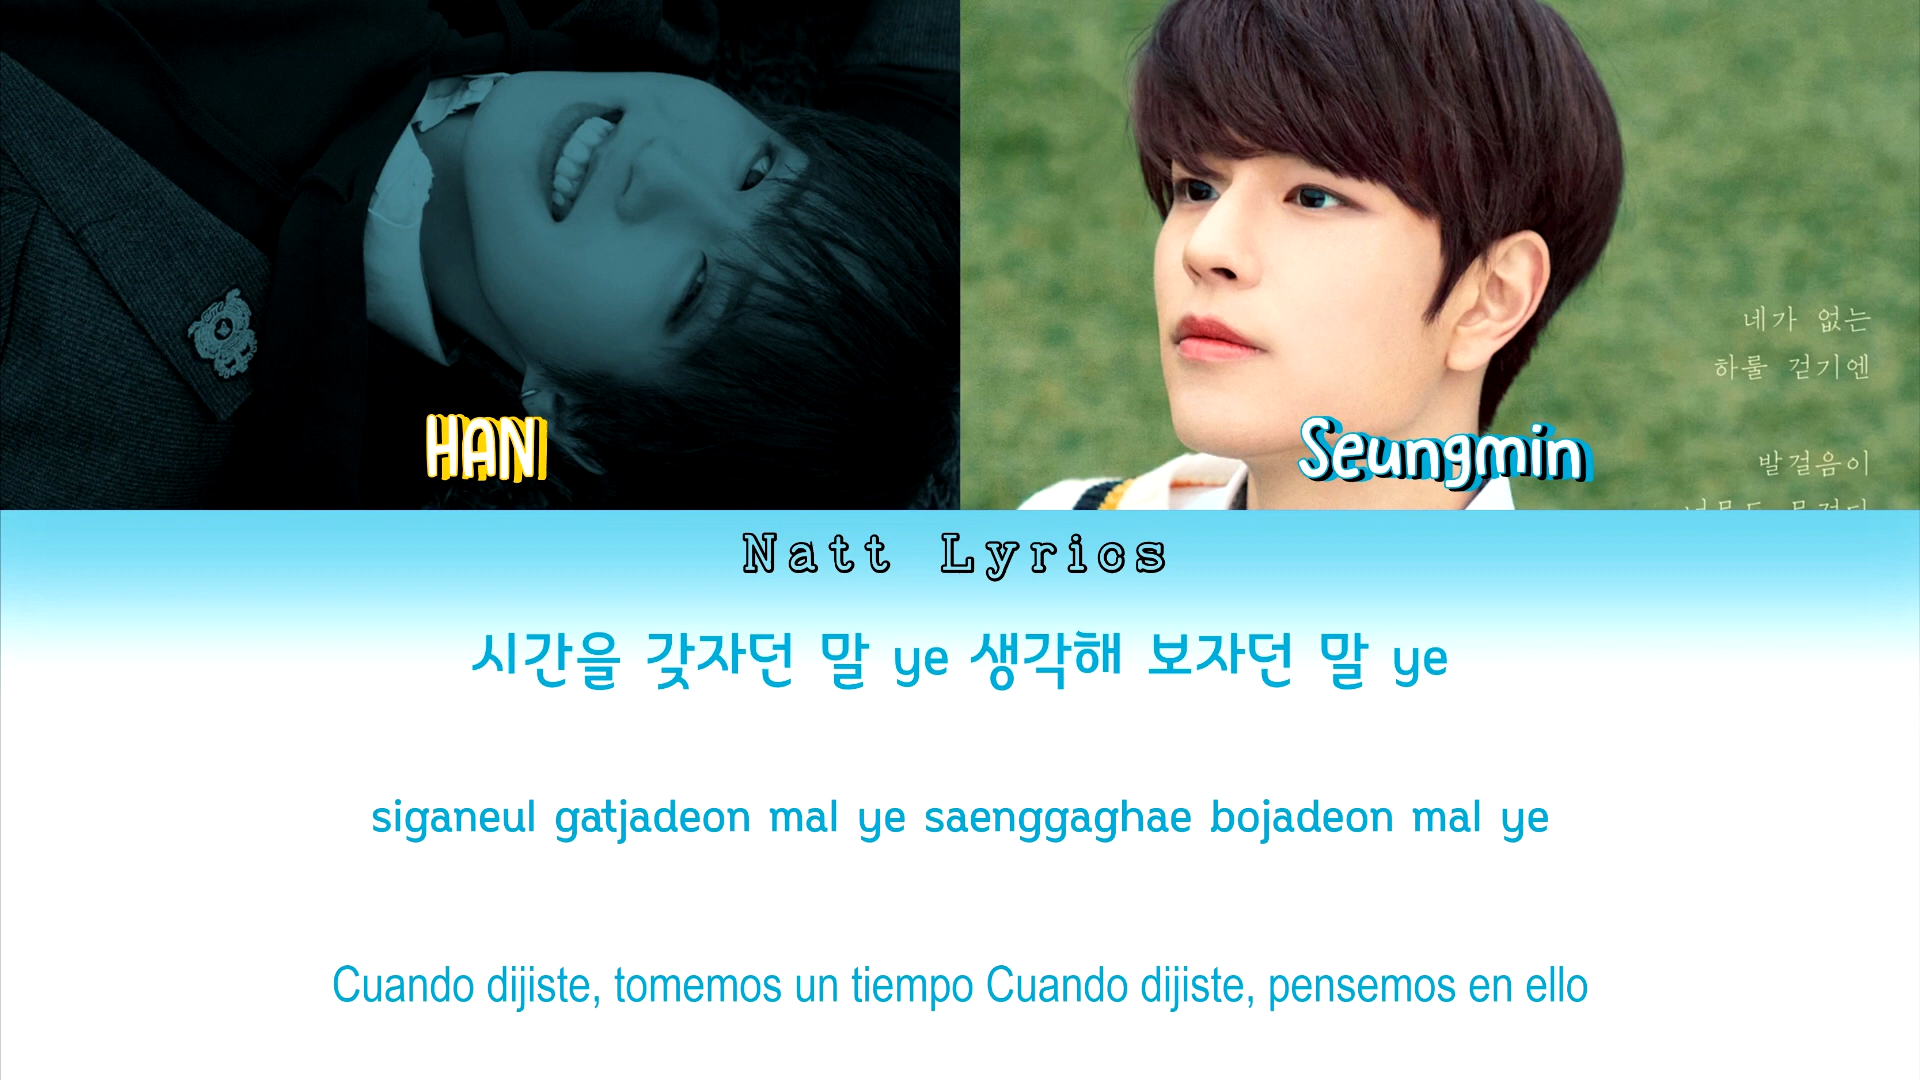 네가 없는
하룰 걷기엔
발걸음이
HAN
Seungmin
Natt Lyrics
시간을 갖자던 말 ye 생각해 보자던 말 ye
siganeul gatjadeon mal ye saenggaghae bojadeon mal ye
Cuando dijiste, tomemos un tiempo Cuando dijiste, pensemos en ello